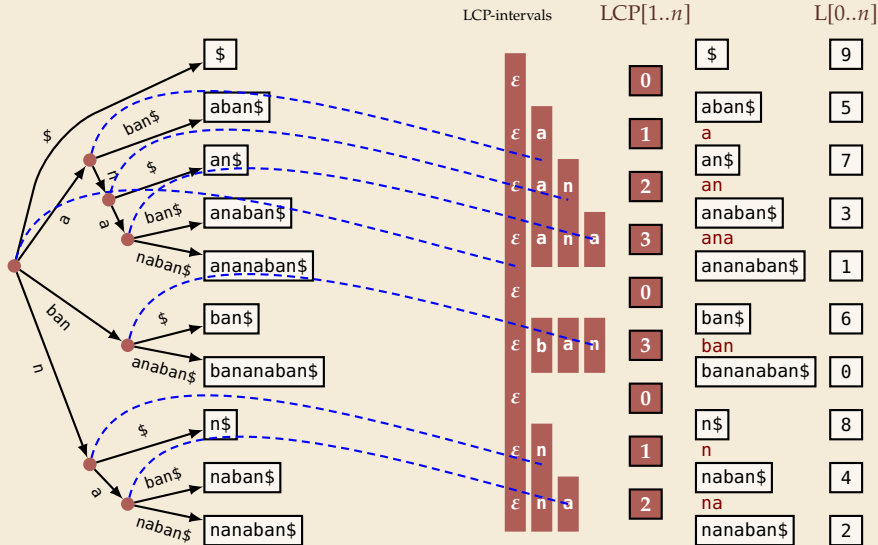 LCP-intervals LCP[1..n] L[0..n]
$ $ 9
ε 0
$ aban$ aban$ 5
ban$ ε a 1 a
an$ an$ 7
n $ ε a n 2 an
anaban$ anaban$ 3
a a ban$ ε a n a 3 ana
naban$ ananaban$ ananaban$ 1
ε 0
ban $ ban$ ban$ 6
ε b a n 3 ban
n anaban$ bananaban$ bananaban$ 0
ε 0
$ n$ n$ 8
ε n 1 n
a ban$ naban$ naban$ 4
ε n a 2 na
naban$ nanaban$ nanaban$ 2